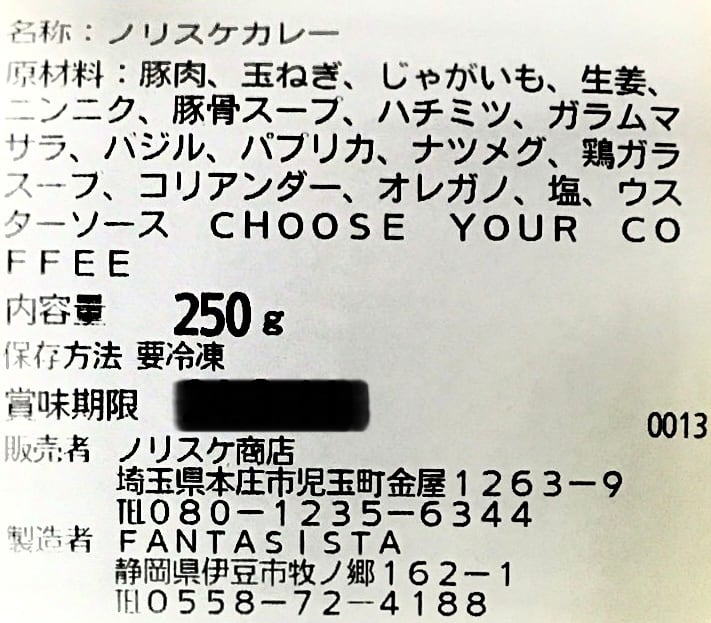 名称：ノリスケカレー
原材料：豚肉、玉ねぎ、じゃがいも、生姜、
ニンニク、豚骨スープ、ハチミツ、ガラムマ
サラ、バジル、パプリカ、ナツメグ、鶏ガラ
スープ、コリアンダー、オレガノ、塩、ウス
ターソース　ＣＨＯＯＳＥ　ＹＯＵＲ　ＣＯ
ＦＦＥＥ
内容量　250ｇ
保存方法 要冷凍
賞味期限
0013
販売者　ノリスケ商店
埼玉県本庄市児玉町金屋１２６３－９
℡０８０－１２３５－６３４４
製造者　ＦＡＮＴＡＳＩＳＴＡ
静岡県伊豆市牧ノ郷１６２－１
℡０５５８－７２－４１８８